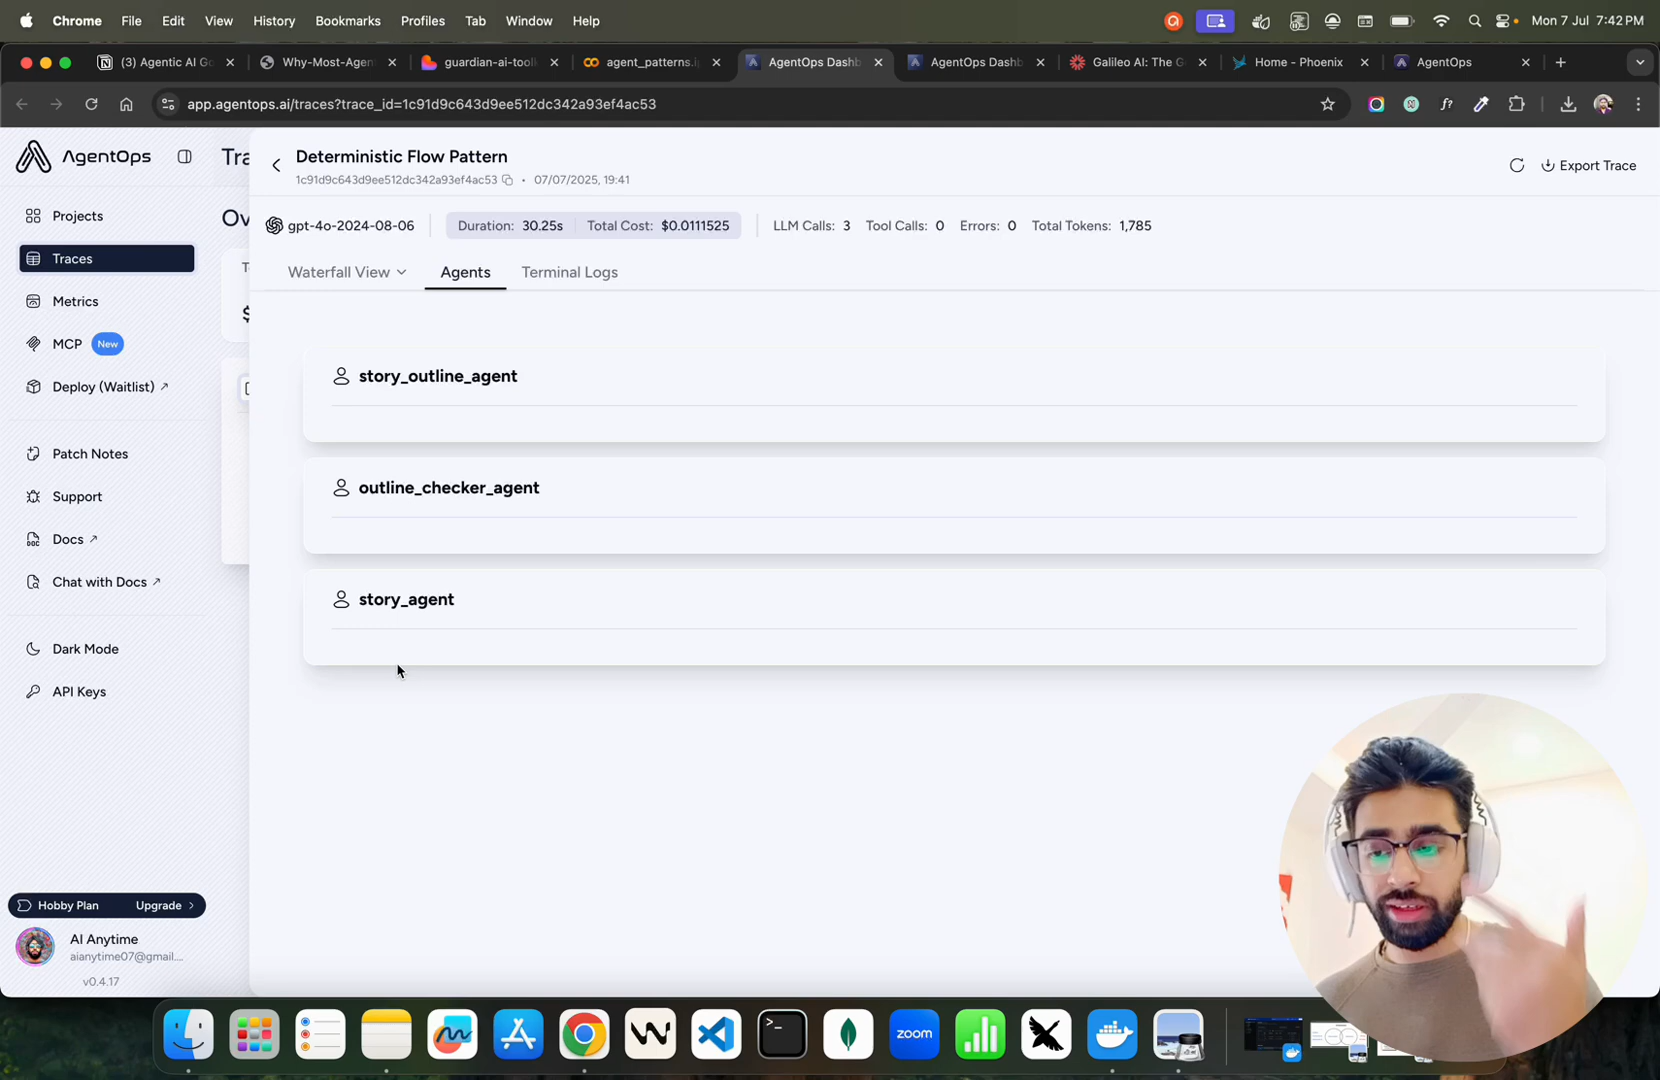 Chrome File Edit View History Bookmarks Profiles Tab Window Help Mon 7 Jul 7:42 PM
(3) Agentic AI Go Why-Most-Agen guardian-ai-toolk agent_patterns.i AgentOps Dashb AgentOps Dashb Galileo AI: The G Home - Phoenix AgentOps
app.agentops.ai/traces?trace_id=1c91d9c643d9ee512dc342a93ef4ac53
AgentOps
Projects
Traces
Metrics
MCP New
Deploy (Waitlist)
Patch Notes
Support
Docs
Chat with Docs
Dark Mode
API Keys
Hobby Plan Upgrade
AI Anytime
aianytime07@gmail....
v0.4.17
Tra
Ov
T
$
Deterministic Flow Pattern
1c91d9c643d9ee512dc342a93ef4ac53 • 07/07/2025, 19:41
Export Trace
gpt-4o-2024-08-06 Duration: 30.25s Total Cost: $0.0111525 LLM Calls: 3 Tool Calls: 0 Errors: 0 Total Tokens: 1,785
Waterfall View Agents Terminal Logs
story_outline_agent
outline_checker_agent
story_agent
zoom